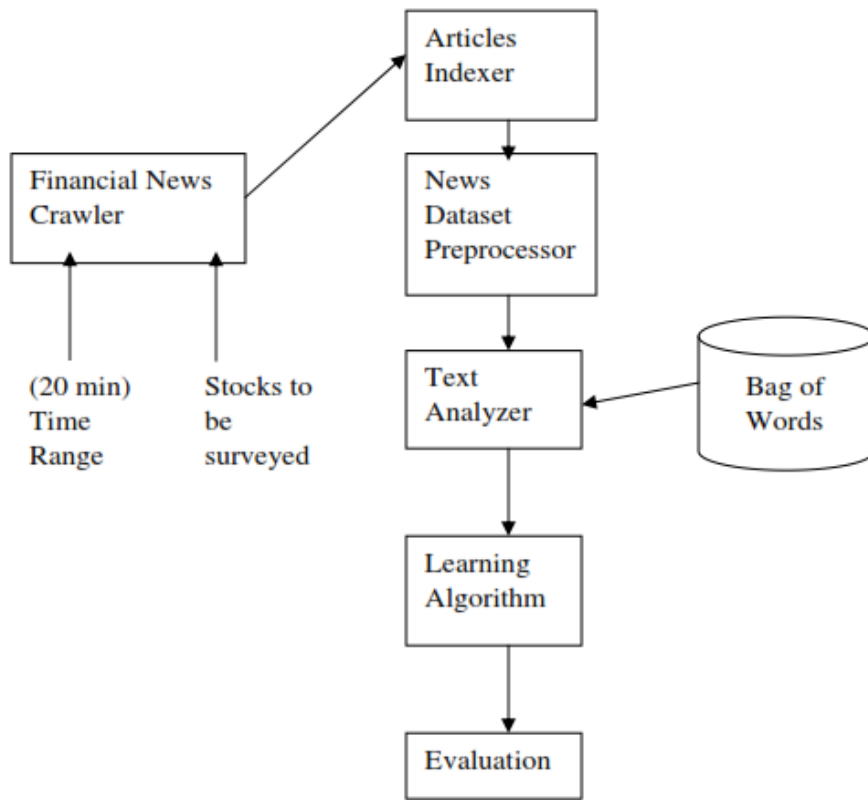 Articles
Indexer
Financial News
Crawler
News
Dataset
Preprocessor
(20 min)
Time
Range
Stocks to
be
surveyed
Text
Analyzer
Bag of
Words
Learning
Algorithm
Evaluation